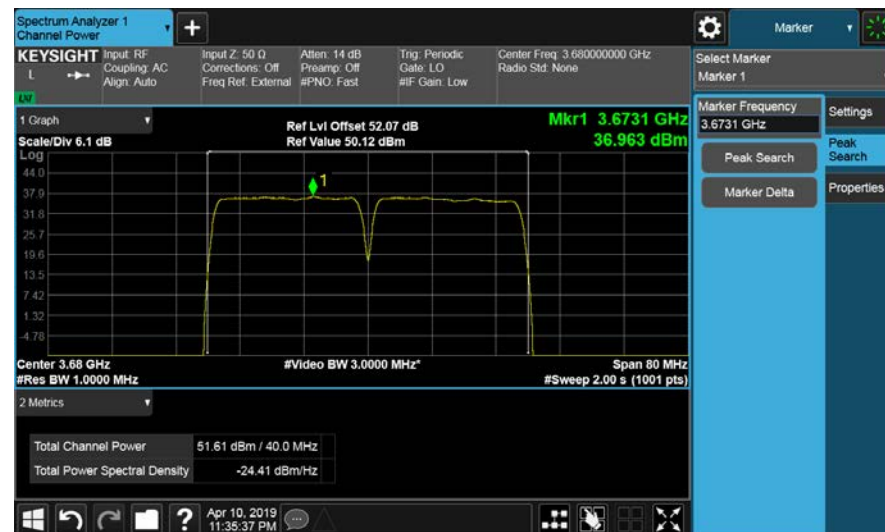 Spectrum Analyzer 1
Channel Power
+
Marker
KEYSIGHT
L
Input: RF
Coupling: AC
Align: Auto
Input Z: 50 Ω
Corrections: Off
Freq Ref: External
Atten: 14 dB
Preamp: Off
#PNO: Fast
Trig: Periodic
Gate: LO
#IF Gain: Low
Center Freq: 3.680000000 GHz
Radio Std: None
Select Marker
Marker 1
1 Graph
Scale/Div 6.1 dB
Log
Ref Lvl Offset 52.07 dB
Ref Value 50.12 dBm
Mkr1 3.6731 GHz
36.963 dBm
44.0
37.9
31.8
25.7
19.6
13.5
7.42
1.32
-4.78
1
Center 3.68 GHz
#Res BW 1.0000 MHz
#Video BW 3.0000 MHz*
Span 80 MHz
#Sweep 2.00 s (1001 pts)
Marker Frequency
3.6731 GHz
Peak Search
Marker Delta
Settings
Peak
Search
Properties
2 Metrics
Total Channel Power 51.61 dBm / 40.0 MHz
Total Power Spectral Density -24.41 dBm/Hz
?
Apr 10, 2019
11:35:37 PM